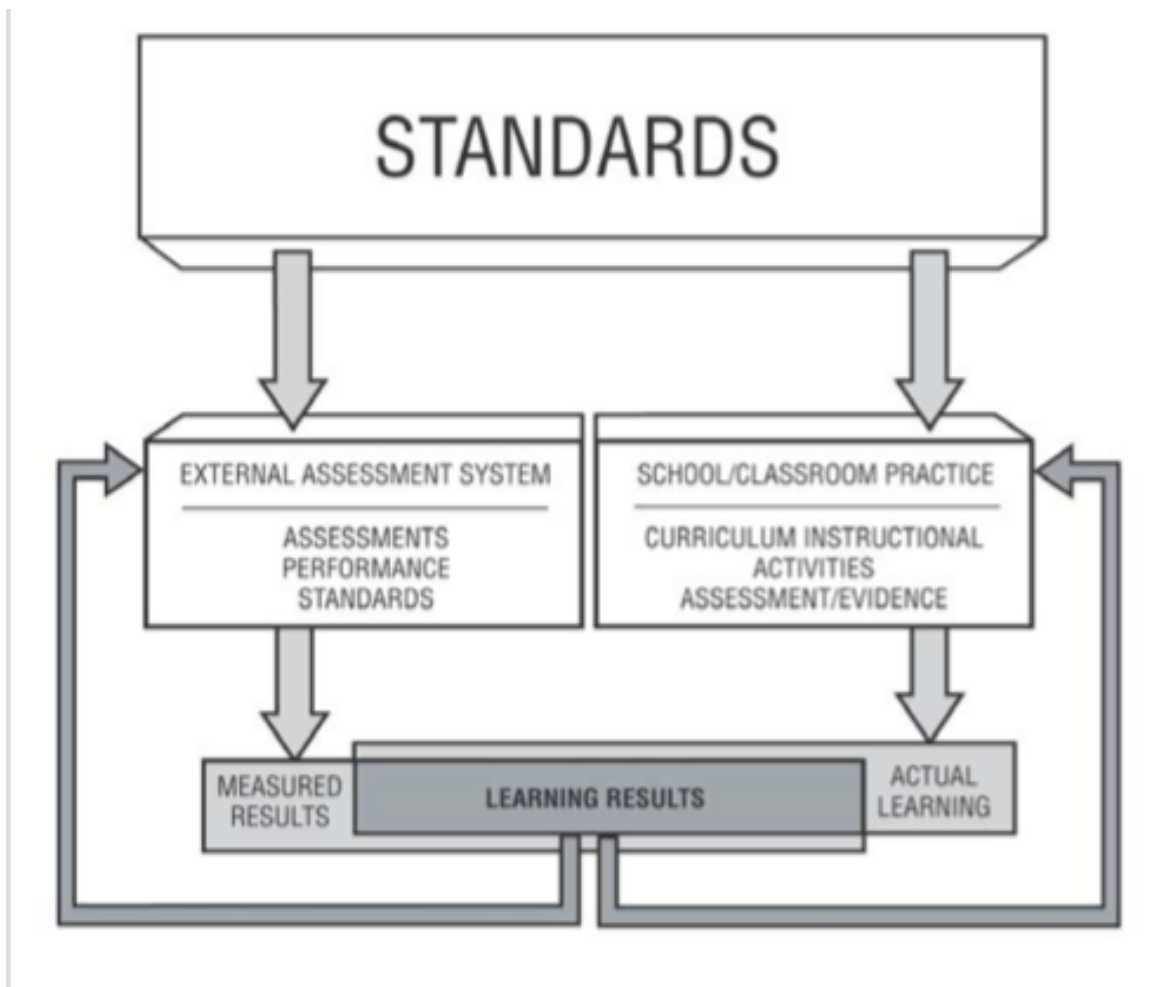 STANDARDS
EXTERNAL ASSESSMENT SYSTEM
ASSESSMENTS
PERFORMANCE
STANDARDS
SCHOOL/CLASSROOM PRACTICE
CURRICULUM INSTRUCTIONAL
ACTIVITIES
ASSESSMENT/EVIDENCE
MEASURED
RESULTS
LEARNING RESULTS
ACTUAL
LEARNING